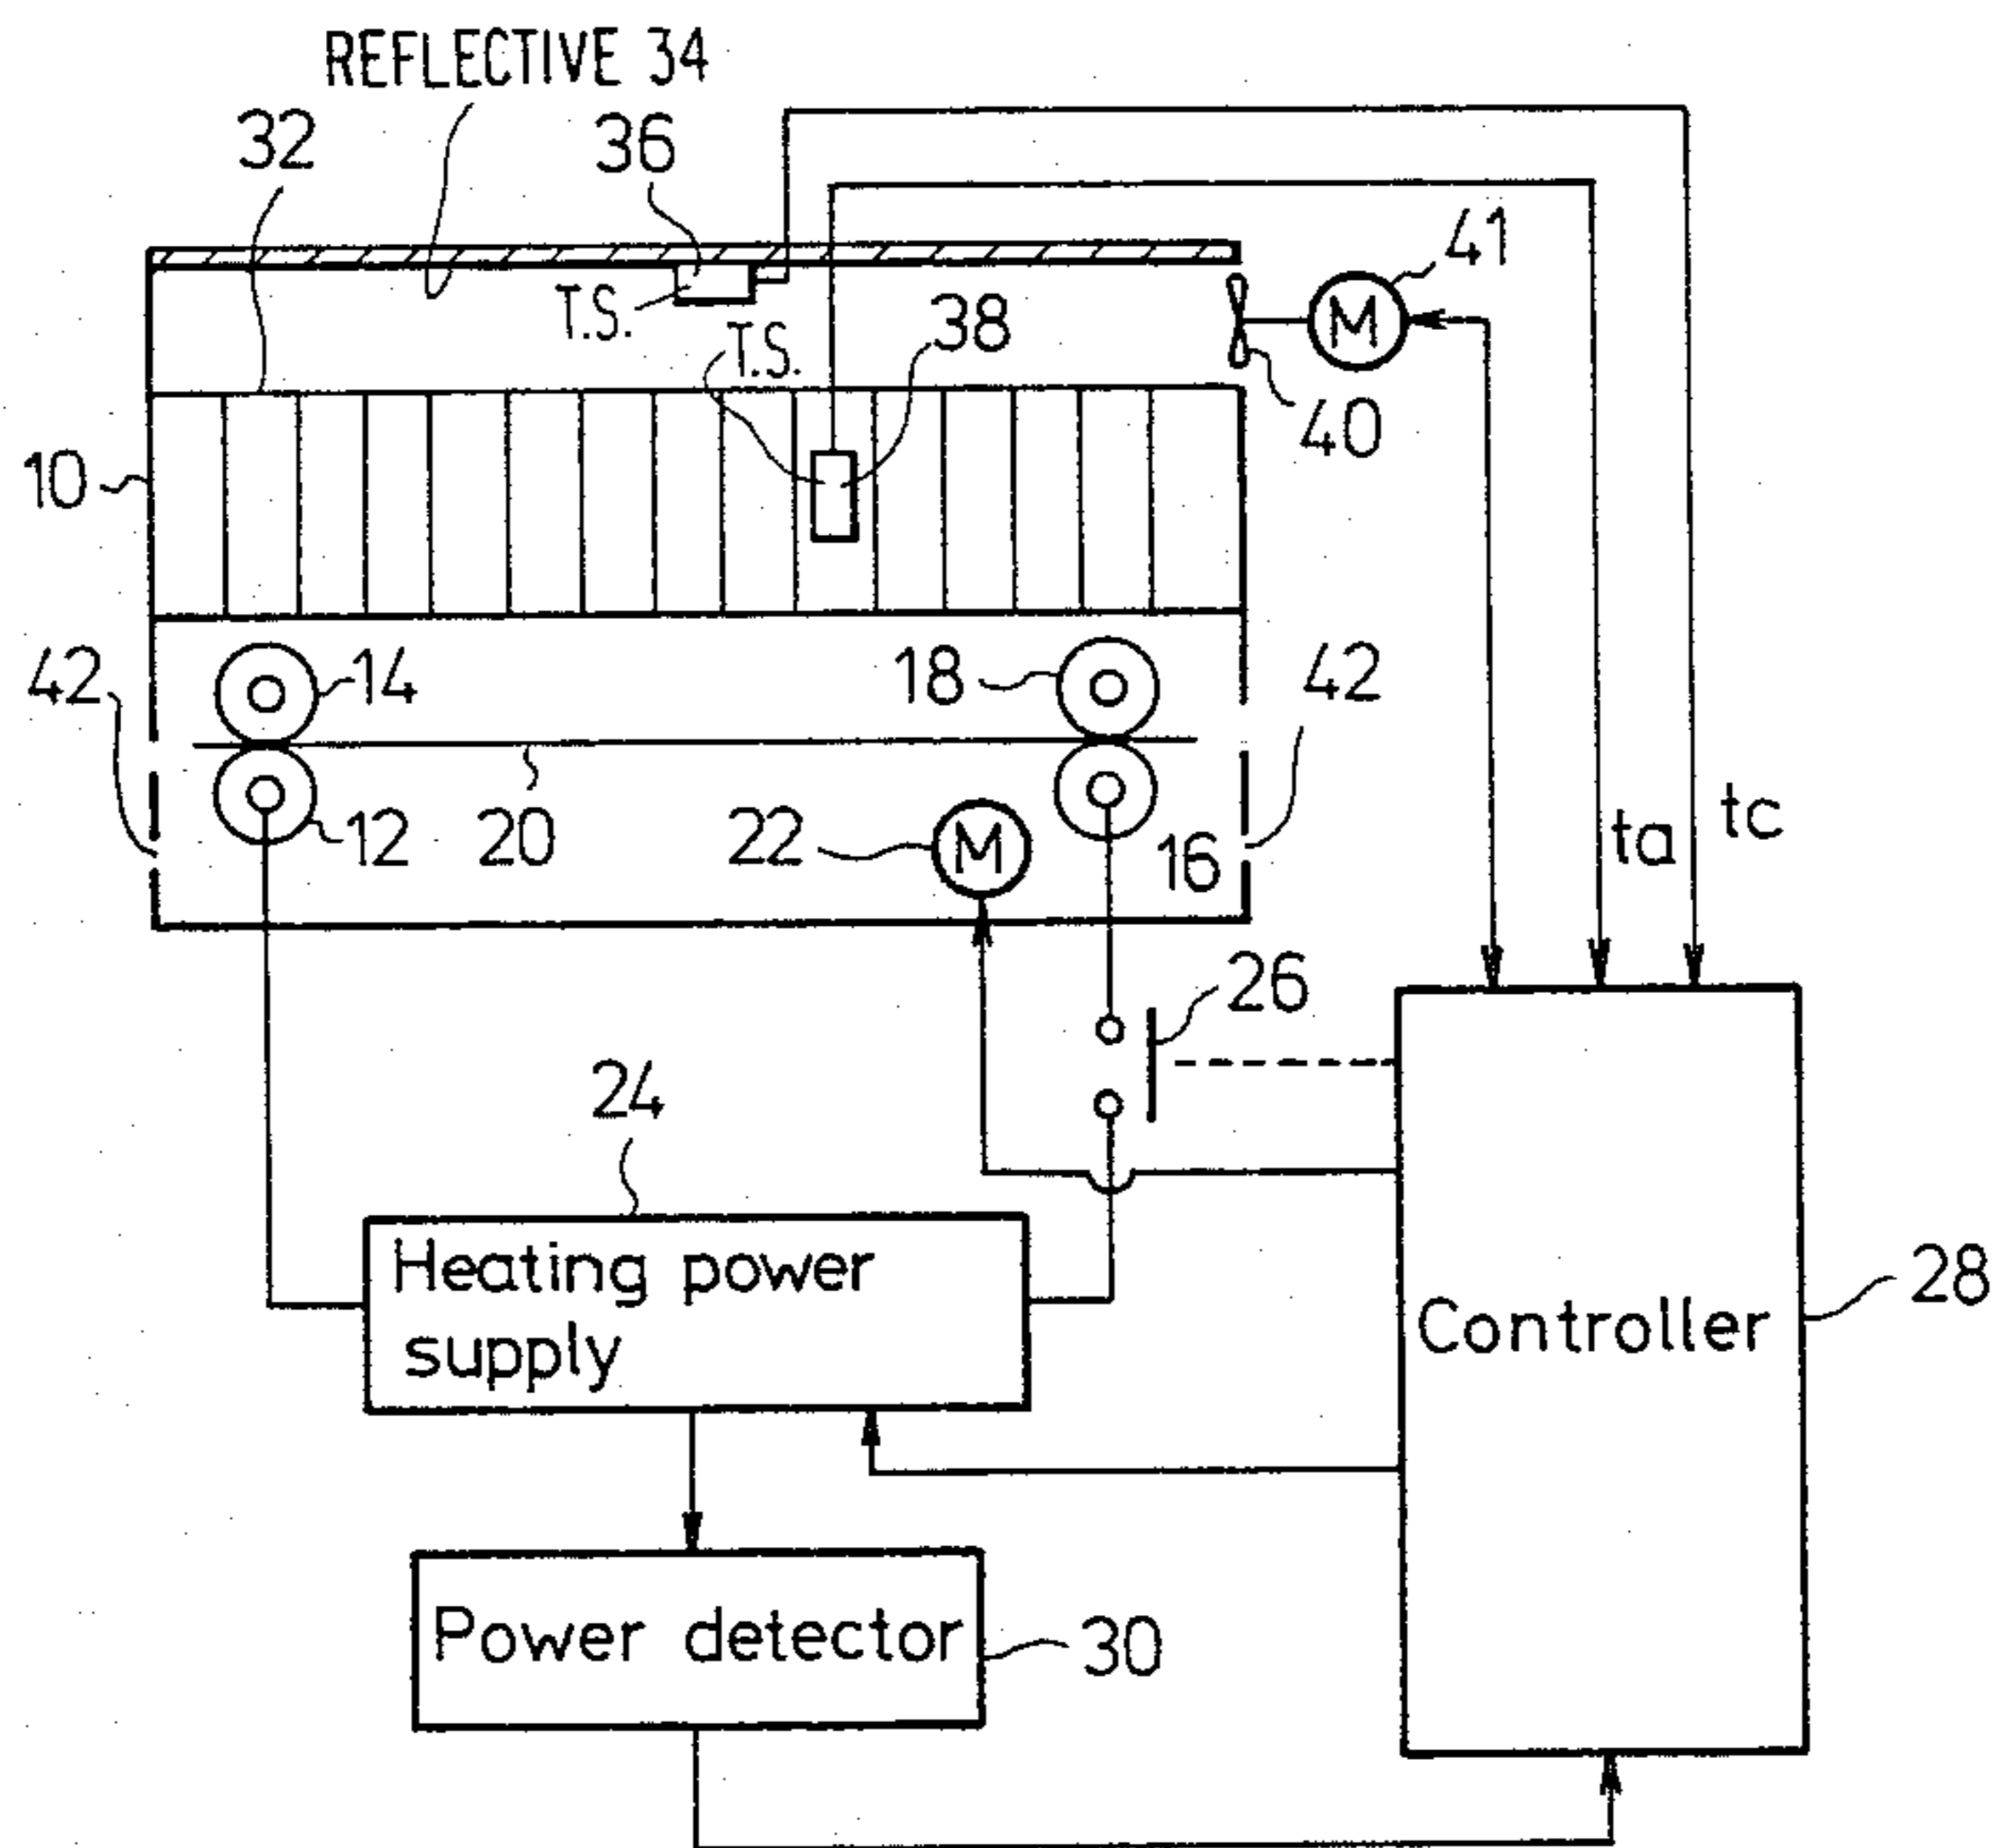 REFLECTIVE 34
32
36
41
T.S.
T.S.
38
40
10
42
14
18
42
12
20
22
M
M
16
ta
tc
26
24
Heating power
supply
Controller
28
Power detector
30